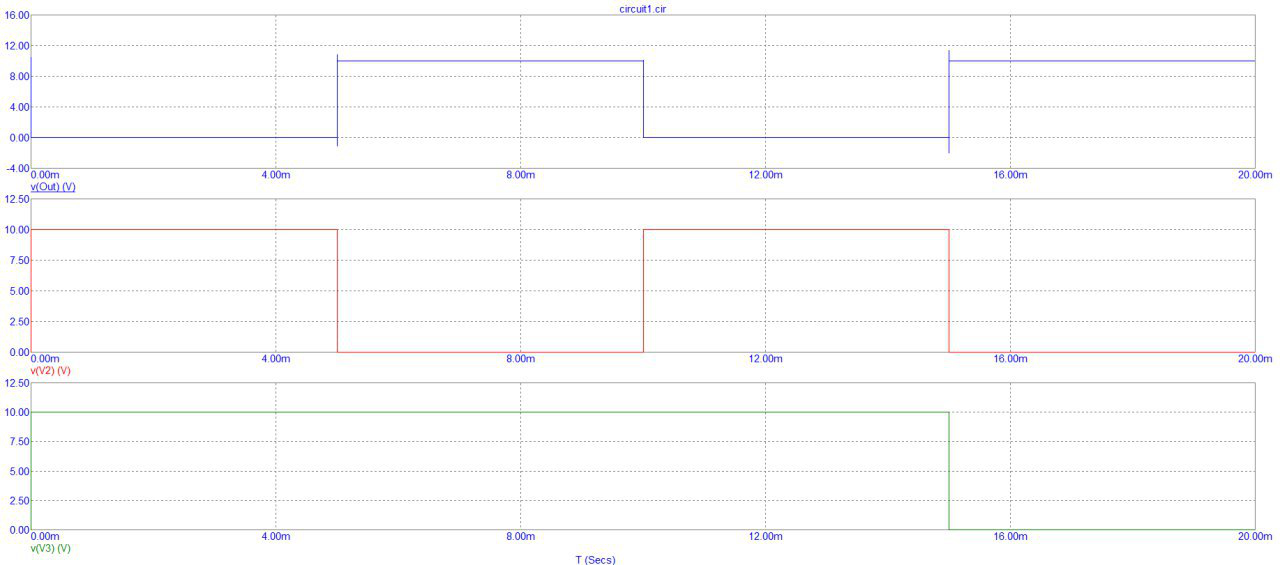 circuit1.cir
16.00
12.00
8.00
4.00
0.00
-4.00
0.00m 4.00m 8.00m 12.00m 16.00m 20.00m
v(Out) (V)
12.50
10.00
7.50
5.00
2.50
0.00
0.00m 4.00m 8.00m 12.00m 16.00m 20.00m
v(V2) (V)
12.50
10.00
7.50
5.00
2.50
0.00
0.00m 4.00m 8.00m 12.00m 16.00m 20.00m
v(V3) (V)
T (Secs)